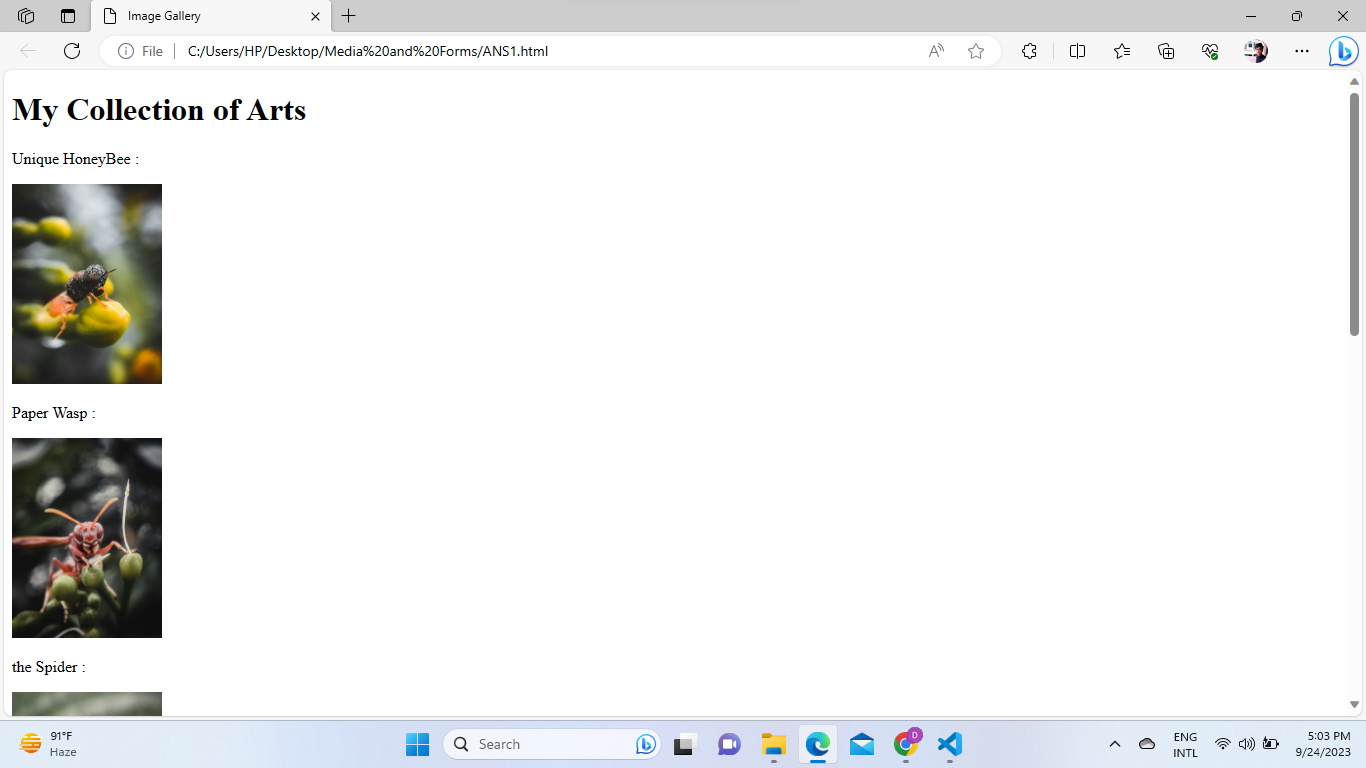 Image Gallery
File
C:/Users/HP/Desktop/Media%20and%20Forms/ANS1.html
My Collection of Arts
Unique HoneyBee :
Paper Wasp :
the Spider :
91°F
Haze
Search
D
ENG
INTL
5:03 PM
9/24/2023